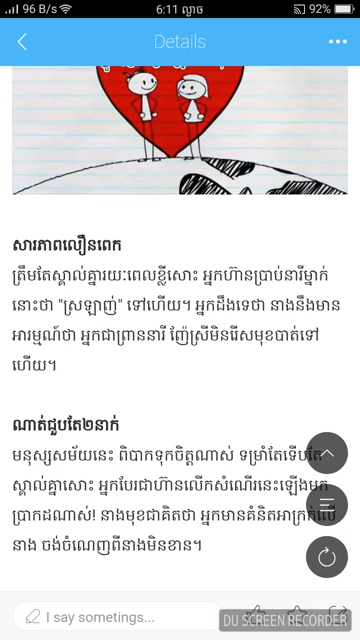 96 B/s 6:11 ល្ងាច 92%
Details
សារភាពលឿនពេក
ត្រឹមតែស្គាល់គ្នារយៈពេលខ្លីសោះ អ្នកហ៊ានប្រាប់នារីម្នាក់
នោះថា "ស្រឡាញ់" ទៅហើយ។ អ្នកដឹងទេថា នាងនឹងមាន
អារម្មណ៍ថា អ្នកជាព្រាននារី ញ៉ែស្រីមិនរើសមុខបាត់ទៅ
ហើយ។
ណាត់ជួបតែ២នាក់
មនុស្សសម័យនេះ ពិបាកទុកចិត្តណាស់ ទម្រាំតែទើបតែ
ស្គាល់គ្នាសោះ អ្នកបែរជាហ៊ានលើកសំណើរនេះឡើងមក
ប្រាកដណាស់! នាងមុខជាគិតថា អ្នកមានគំនិតអាក្រក់លើ
នាង ចង់ចំណេញពីនាងមិនខាន។
I say sometings...
DU SCREEN RECORDER